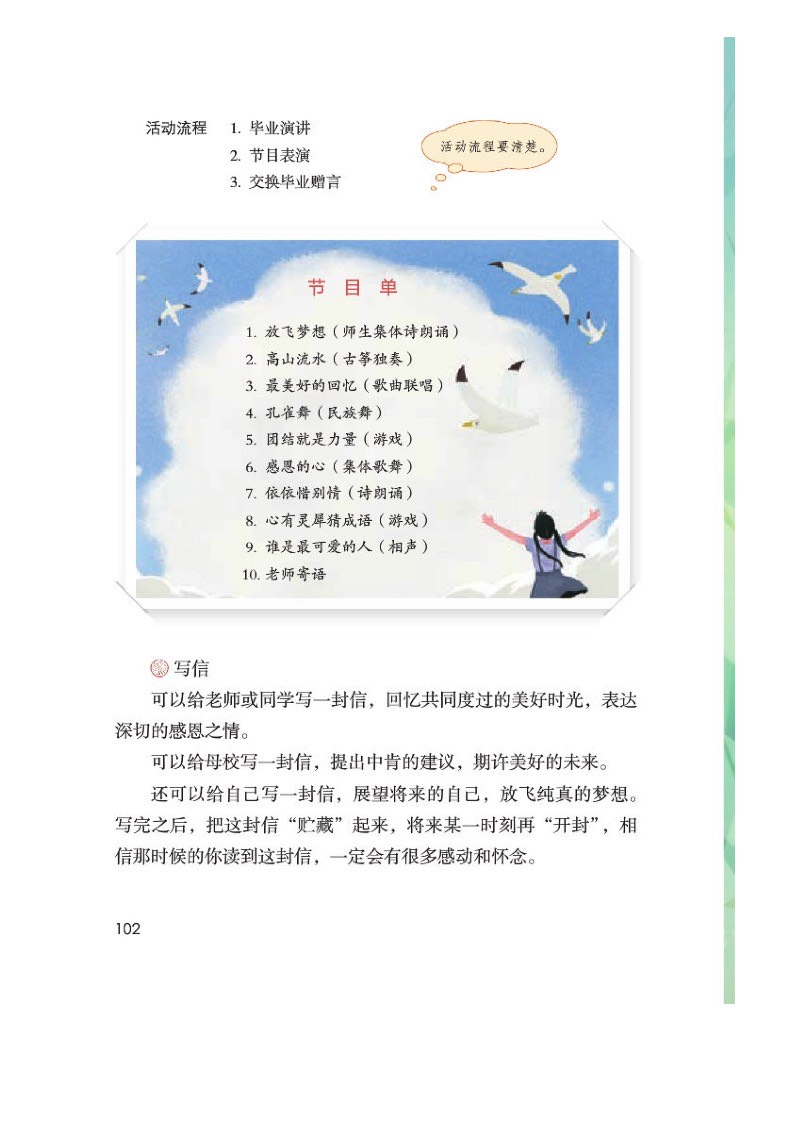 活动流程 1. 毕业演讲
2. 节目表演
3. 交换毕业赠言
活动流程要清楚。
节目单
1. 放飞梦想（师生集体诗朗诵）
2. 高山流水（古筝独奏）
3. 最美好的回忆（歌曲联唱）
4. 孔雀舞（民族舞）
5. 团结就是力量（游戏）
6. 感恩的心（集体歌舞）
7. 依依惜别情（诗朗诵）
8. 心有灵犀猜成语（游戏）
9. 谁是最可爱的人（相声）
10. 老师寄语
写信
可以给老师或同学写一封信，回忆共同度过的美好时光，表达
深切的感恩之情。
可以给母校写一封信，提出中肯的建议，期许美好的未来。
还可以给自己写一封信，展望将来的自己，放飞纯真的梦想。
写完之后，把这封信“贮藏”起来，将来某一时刻再“开封”，相
信那时候的你读到这封信，一定会有很多感动和怀念。
102